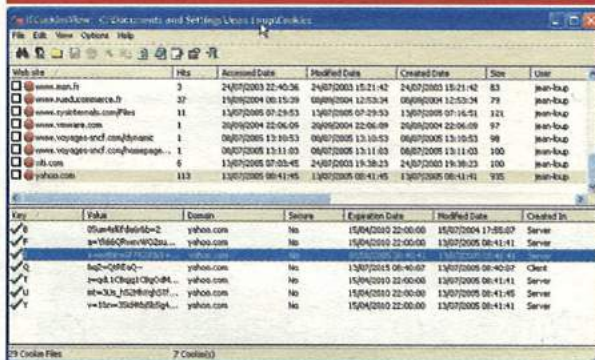 IECookiesView - C:\Documents and Settings\Jean-Loup\Cookies
File Edit View Options Help
Web site / Hits Accessed Date Modified Date Created Date Size User
www.msn.fr 3 24/07/2003 22:40:36 24/07/2003 15:21:42 24/07/2003 15:21:42 83 jean-loup
www.rueducommerce.fr 37 19/09/2004 08:15:39 08/09/2004 12:53:34 08/09/2004 12:53:34 79 jean-loup
www.sysinternals.com/Files 11 13/07/2005 07:29:53 13/07/2005 07:29:53 13/07/2005 07:16:51 121 jean-loup
www.vmware.com 1 20/09/2004 22:06:09 20/09/2004 22:06:09 20/09/2004 22:06:09 97 jean-loup
www.voyages-sncf.com/dynamic 1 08/07/2005 13:10:53 08/07/2005 13:10:53 08/07/2005 13:10:53 98 jean-loup
www.voyages-sncf.com/homepage... 1 08/07/2005 13:11:03 08/07/2005 13:11:03 08/07/2005 13:11:03 100 jean-loup
.com 6 13/07/2005 07:03:45 24/07/2003 19:38:23 24/07/2003 19:38:23 100 jean-loup
yahoo.com 113 13/07/2005 08:41:45 13/07/2005 08:41:45 13/07/2005 08:41:41 935 jean-loup
Key / Value Domain Secure Expiration Date Modified Date Created In
B yahoo.com No 15/04/2010 22:00:00 15/07/2004 17:55:07 Server
F yahoo.com No 15/04/2010 22:00:00 13/07/2005 08:41:41 Server
Q yahoo.com No 13/07/2015 08:40:07 13/07/2005 08:40:07 Client
T yahoo.com No 15/04/2010 22:00:00 13/07/2005 08:41:41 Server
U yahoo.com No 15/04/2010 22:00:00 13/07/2005 08:41:45 Server
Y yahoo.com No 15/04/2010 22:00:00 13/07/2005 08:41:41 Server
29 Cookie Files 7 Cookie(s)